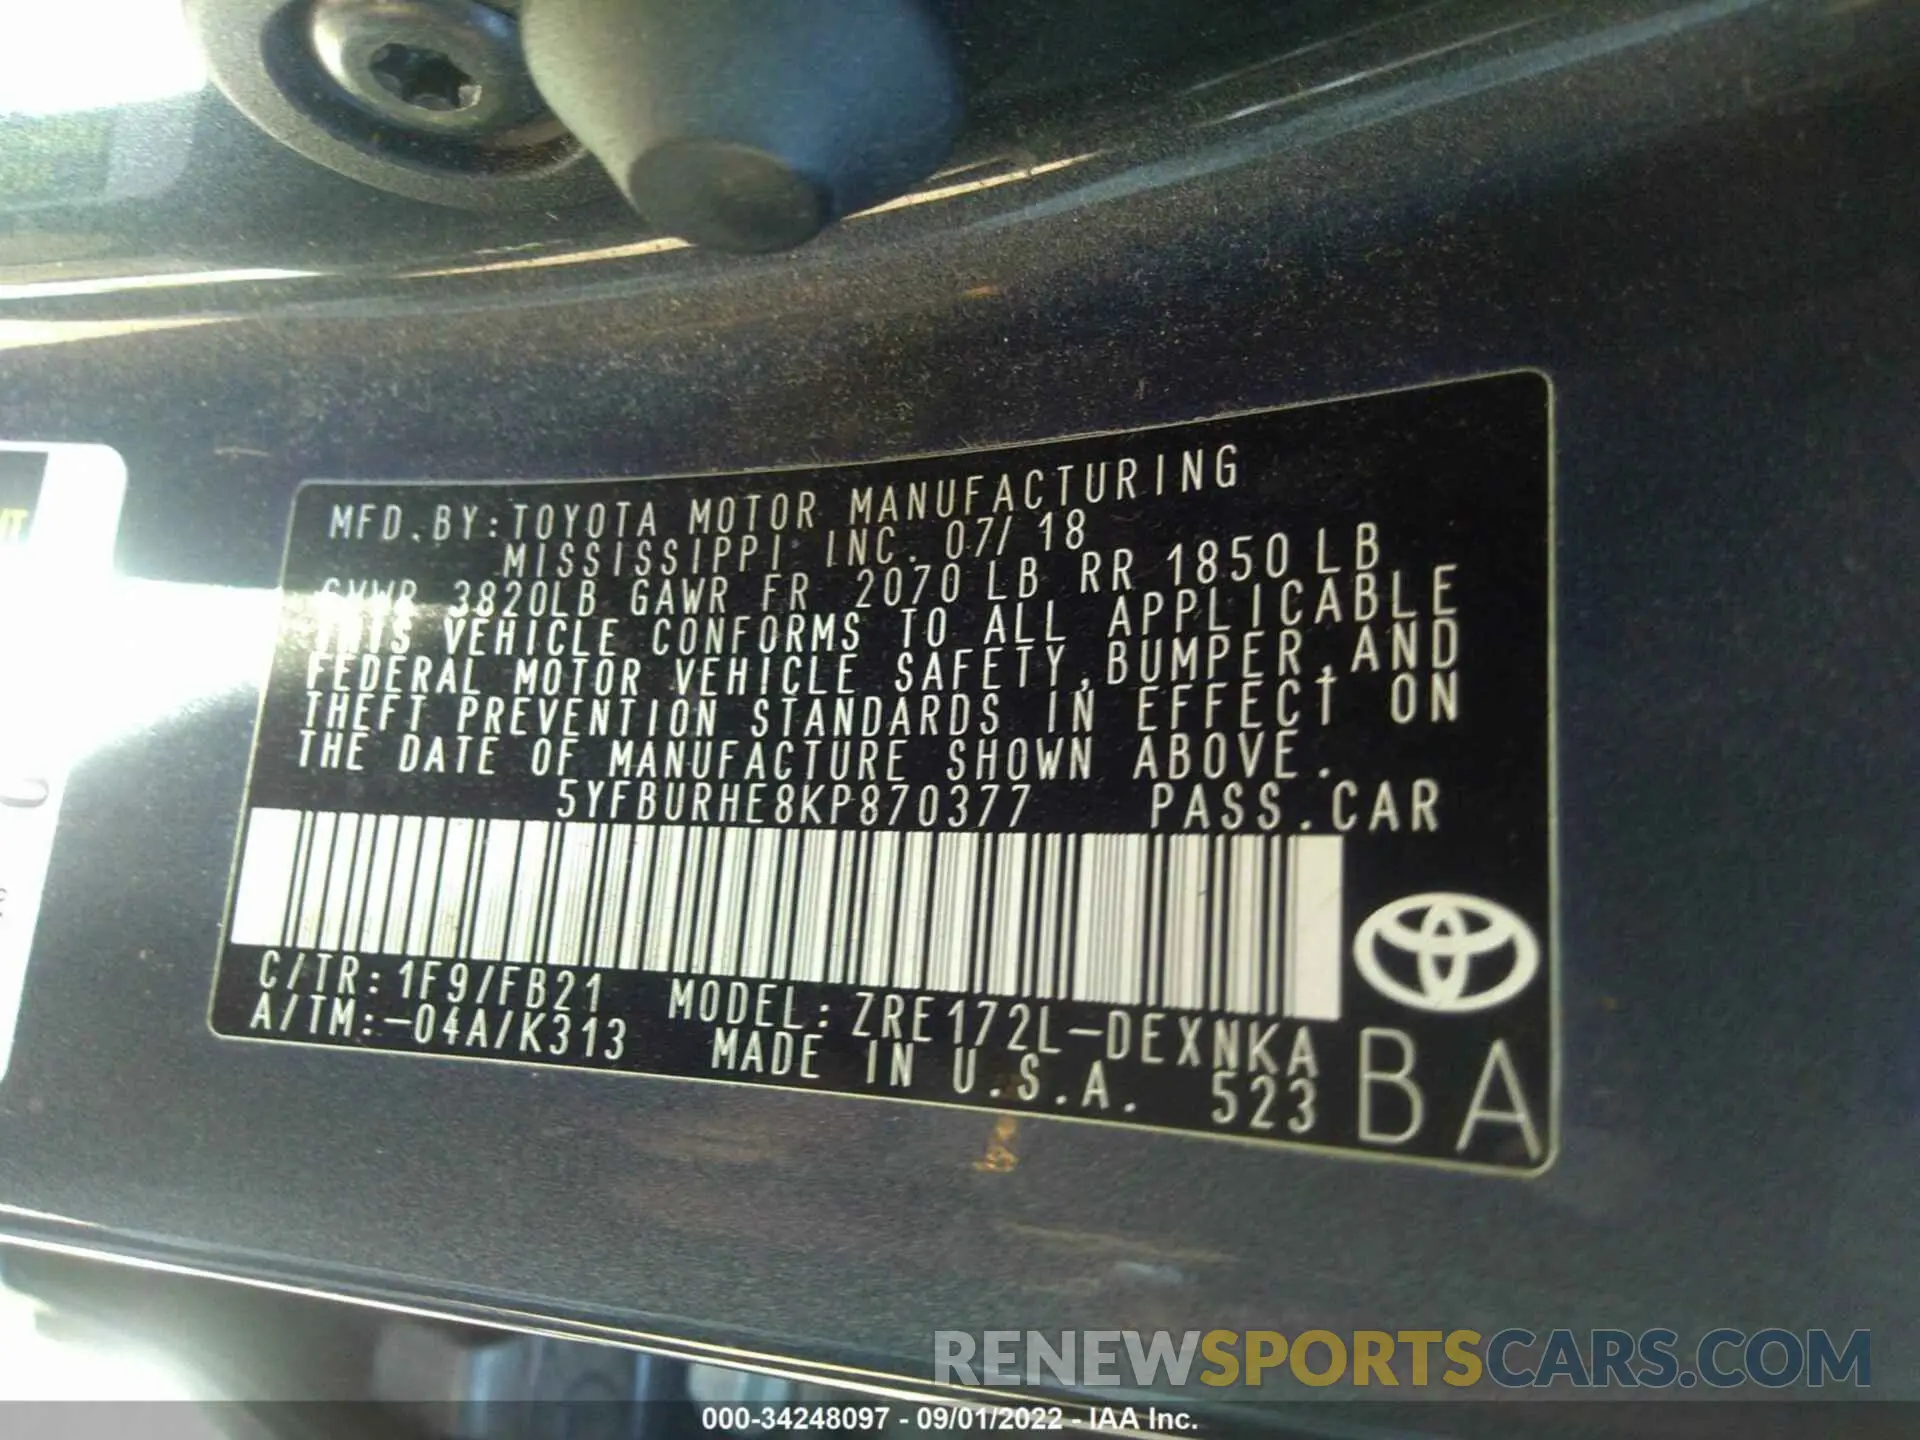 MFD.BY:TOYOTA MOTOR MANUFACTURING
MISSISSIPPI INC. 07/18
GVWR 3820LB GAWR FR 2070LB RR 1850LB
THIS VEHICLE CONFORMS TO ALL APPLICABLE
FEDERAL MOTOR VEHICLE SAFETY,BUMPER,AND
THEFT PREVENTION STANDARDS IN EFFECT ON
THE DATE OF MANUFACTURE SHOWN ABOVE.
5YFBURHE8KP870377 PASS.CAR
C/TR:1F9/FB21 MODEL:ZRE172L-DEXNKA
A/TM:-04A/K313 MADE IN U.S.A. 523
BA
RENEWSPORTSCARS.COM
000-34248097 - 09/01/2022 - IAA Inc.